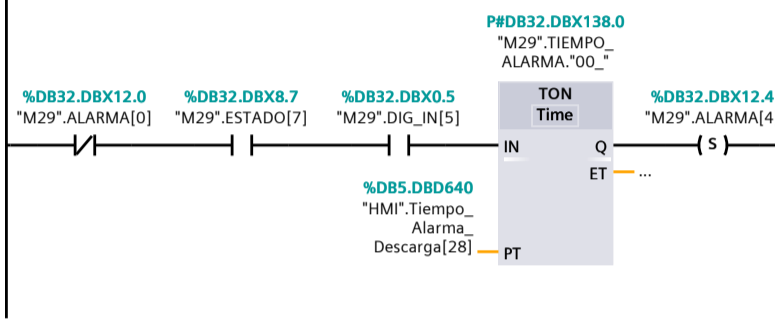 P#DB32.DBX138.0
"M29".TIEMPO_
ALARMA."00_"
%DB32.DBX12.0
"M29".ALARMA[0]
%DB32.DBX8.7
"M29".ESTADO[7]
%DB32.DBX0.5
"M29".DIG_IN[5]
TON
Time
%DB32.DBX12.4
"M29".ALARMA[4
IN
Q
S
ET
...
%DB5.DBD640
"HMI".Tiempo_
Alarma_
Descarga[28]
PT